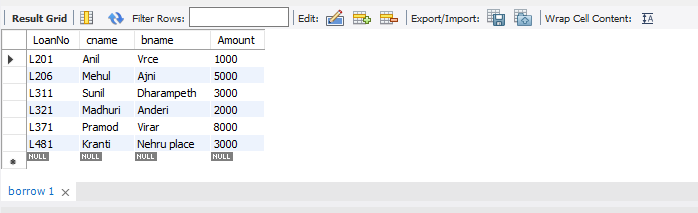 Result Grid Filter Rows: Edit: Export/Import: Wrap Cell Content: IA
LoanNo cname bname Amount
L201 Anil Vrce 1000
L206 Mehul Ajni 5000
L311 Sunil Dharampeth 3000
L321 Madhuri Anderi 2000
L371 Pramod Virar 8000
L481 Kranti Nehru place 3000
NULL NULL NULL NULL
borrow 1